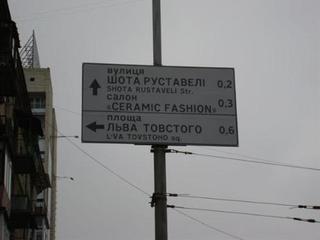 вулиця
ШОТА РУСТАВЕЛІ 0,2
SHOTA RUSTAVELI Str.
салон
«CERAMIC FASHION» 0,3
площа
ЛЬВА ТОВСТОГО 0,6
L'VA TOVSTOHO sq.